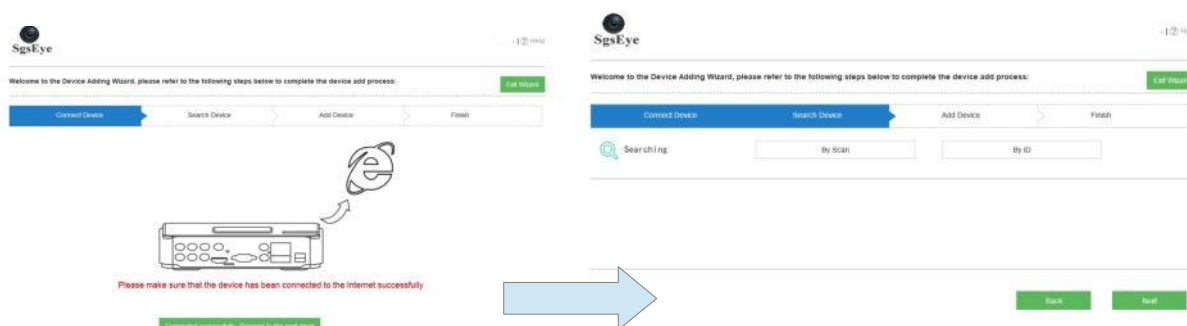 SgsEye
Help
Welcome to the Device Adding Wizard, please refer to the following steps below to complete the device add process:
Exit Wizard
Connect Device
Search Device
Add Device
Finish
Please make sure that the device has been connected to the Internet successfully
SgsEye
Welcome to the Device Adding Wizard, please refer to the following steps below to complete the device add process:
Exit Wizard
Connect Device
Search Device
Add Device
Finish
Searching
By Scan
By ID
Back
Next